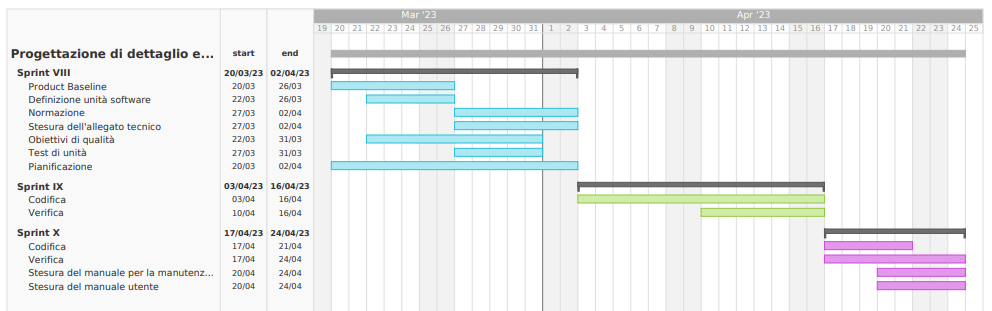 Mar '23 Apr '23
19 20 21 22 23 24 25 26 27 28 29 30 31 1 2 3 4 5 6 7 8 9 10 11 12 13 14 15 16 17 18 19 20 21 22 23 24 25
Progettazione di dettaglio e... start end
Sprint VIII 20/03/23 02/04/23
Product Baseline 20/03 26/03
Definizione unità software 22/03 26/03
Normazione 27/03 02/04
Stesura dell'allegato tecnico 27/03 02/04
Obiettivi di qualità 22/03 31/03
Test di unità 27/03 31/03
Pianificazione 20/03 02/04
Sprint IX 03/04/23 16/04/23
Codifica 03/04 16/04
Verifica 10/04 16/04
Sprint X 17/04/23 24/04/23
Codifica 17/04 21/04
Verifica 17/04 24/04
Stesura del manuale per la manutenz... 20/04 24/04
Stesura del manuale utente 20/04 24/04